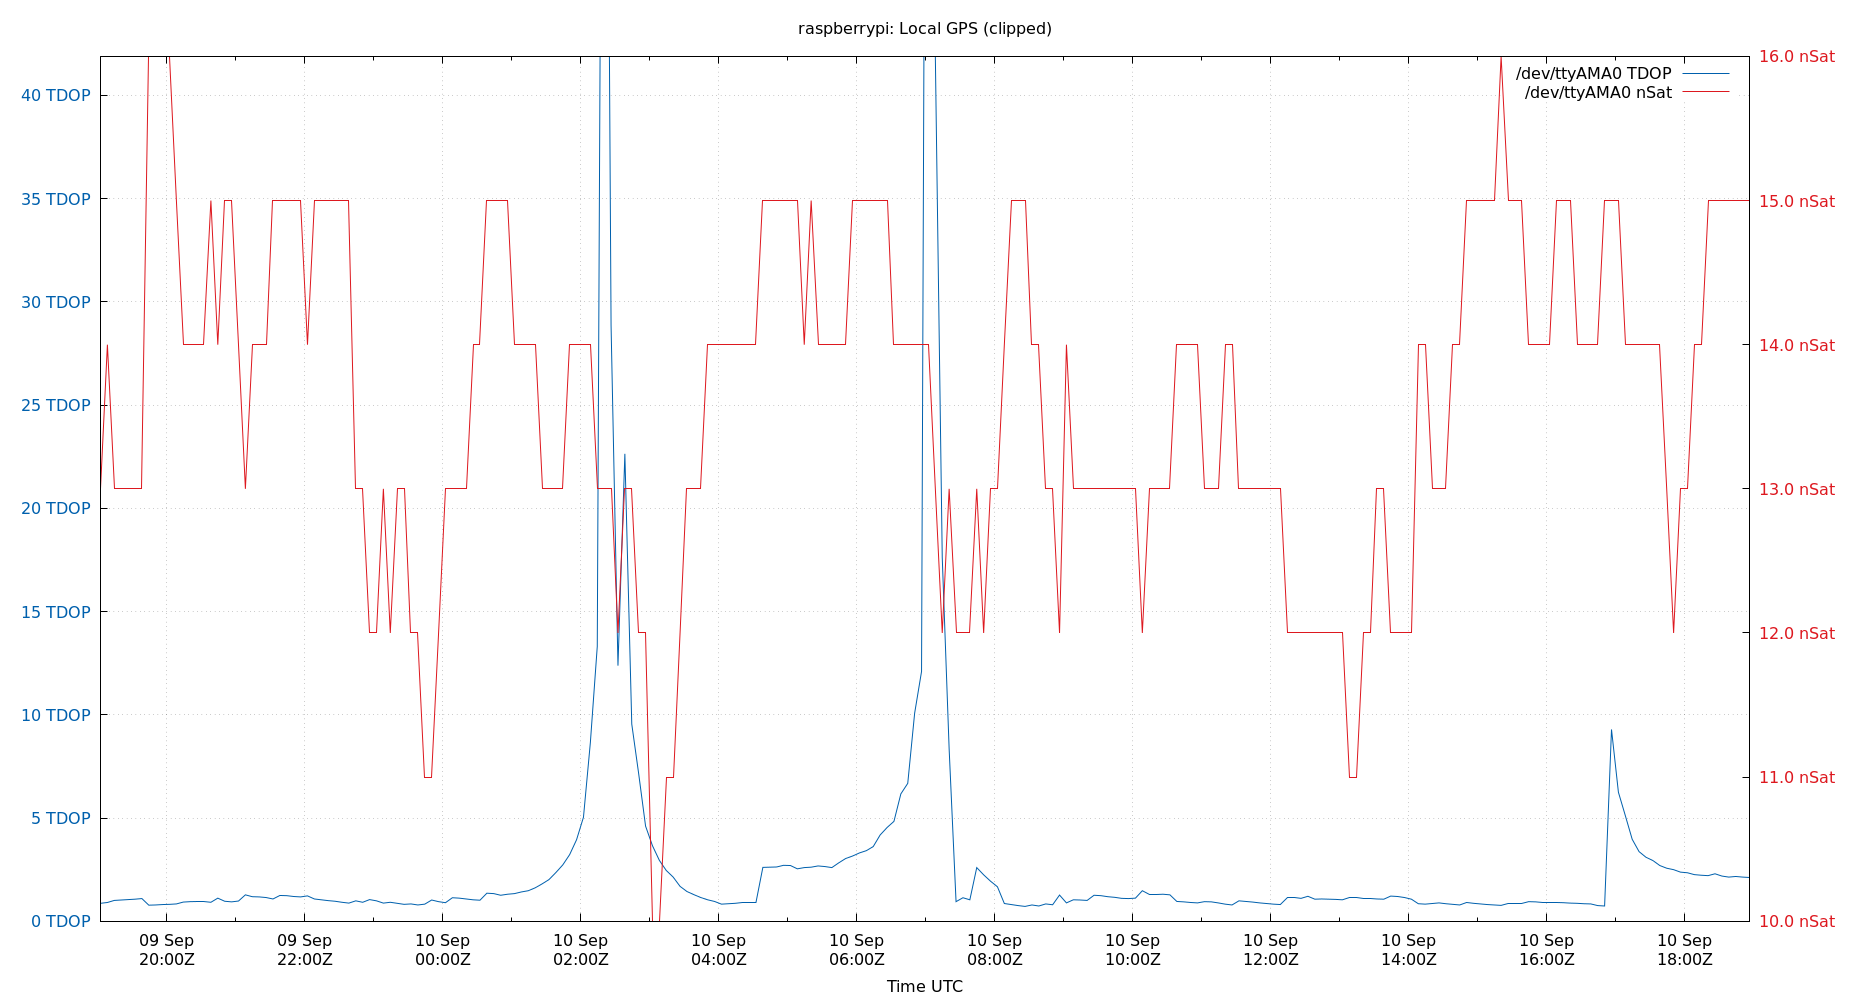 raspberrypi: Local GPS (clipped)
/dev/ttyAMA0 TDOP
/dev/ttyAMA0 nSat
40 TDOP
35 TDOP
30 TDOP
25 TDOP
20 TDOP
15 TDOP
10 TDOP
5 TDOP
0 TDOP
16.0 nSat
15.0 nSat
14.0 nSat
13.0 nSat
12.0 nSat
11.0 nSat
10.0 nSat
09 Sep
20:00Z
09 Sep
22:00Z
10 Sep
00:00Z
10 Sep
02:00Z
10 Sep
04:00Z
10 Sep
06:00Z
10 Sep
08:00Z
10 Sep
10:00Z
10 Sep
12:00Z
10 Sep
14:00Z
10 Sep
16:00Z
10 Sep
18:00Z
Time UTC